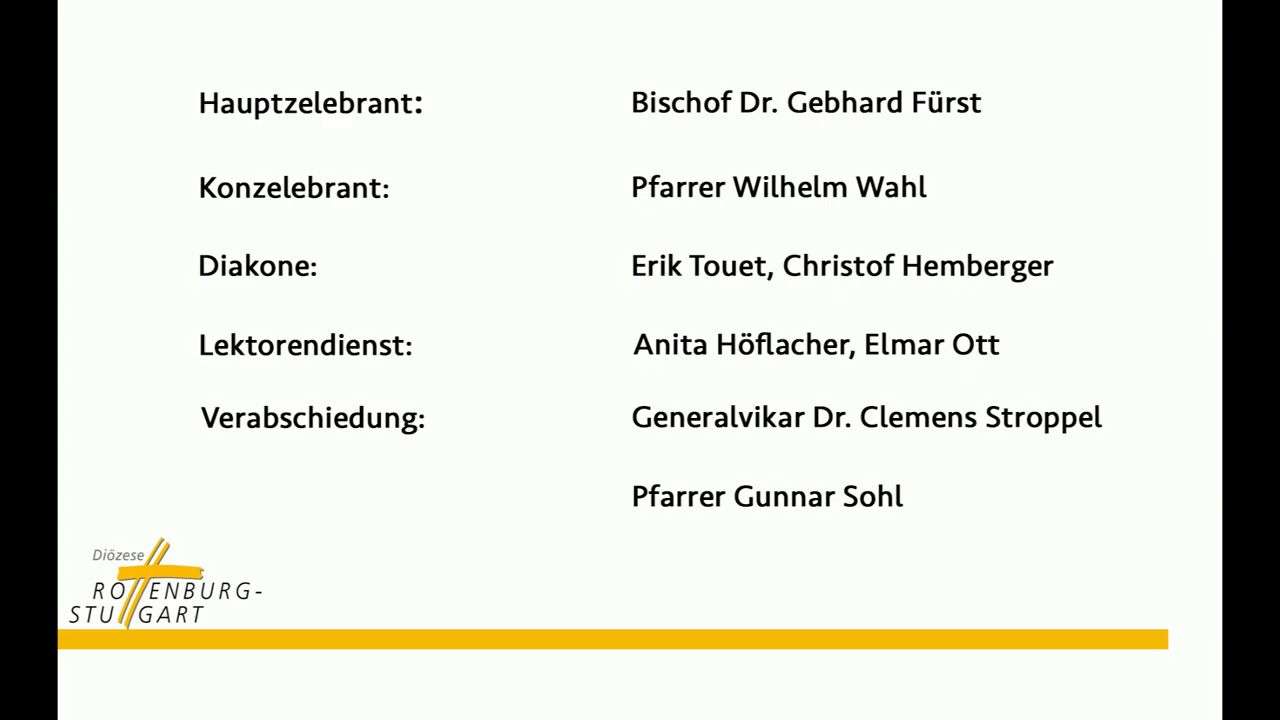 Hauptzelebrant: Bischof Dr. Gebhard Fürst
Konzelebrant: Pfarrer Wilhelm Wahl
Diakone: Erik Touet, Christof Hemberger
Lektorendienst: Anita Höflacher, Elmar Ott
Verabschiedung: Generalvikar Dr. Clemens Stroppel
Pfarrer Gunnar Sohl
Diözese
ROTTENBURG-
STUTTGART